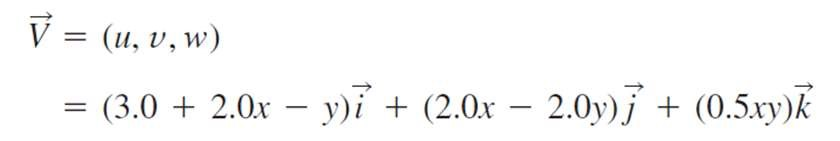 V⃗ = (u, v, w)
= (3.0 + 2.0x − y)i⃗ + (2.0x − 2.0y)j⃗ + (0.5xy)k⃗